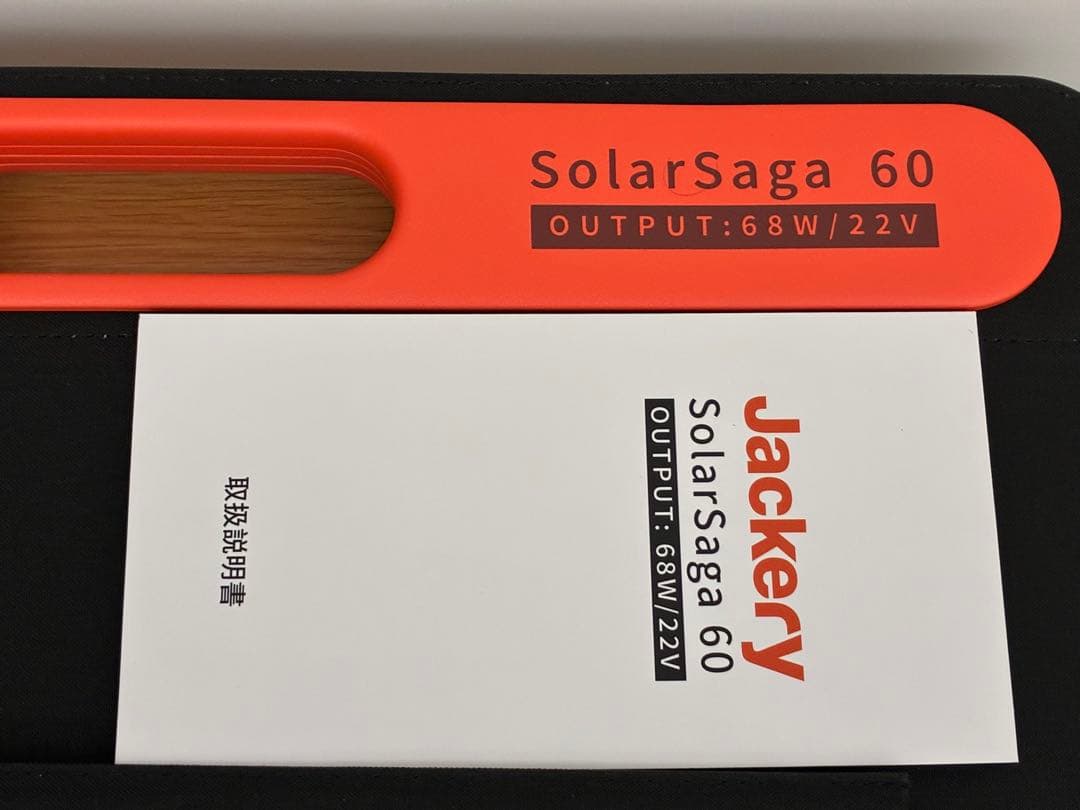 SolarSaga 60
OUTPUT:68W/22V
Jackery
SolarSaga 60
OUTPUT: 68W/22V
取扱説明書